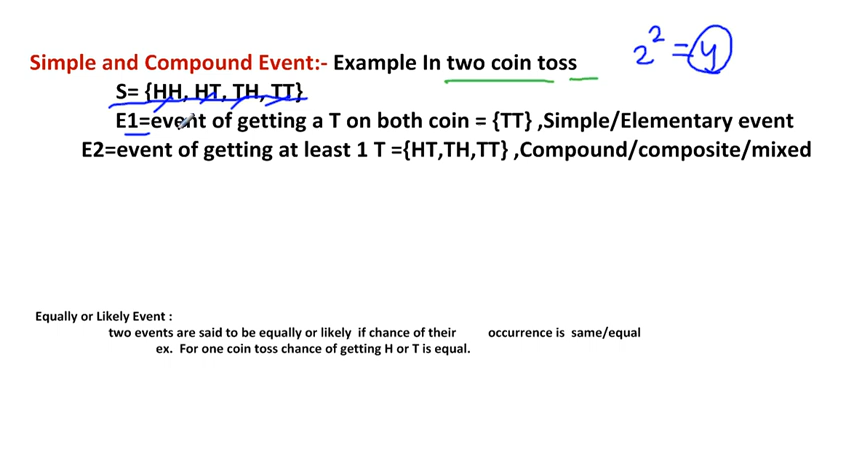 Simple and Compound Event:- Example In two coin toss 2² = 4
S= {HH, HT, TH, TT}
E1=event of getting a T on both coin = {TT} ,Simple/Elementary event
E2=event of getting at least 1 T ={HT,TH,TT} ,Compound/composite/mixed
Equally or Likely Event :
two events are said to be equally or likely if chance of their occurrence is same/equal
ex. For one coin toss chance of getting H or T is equal.